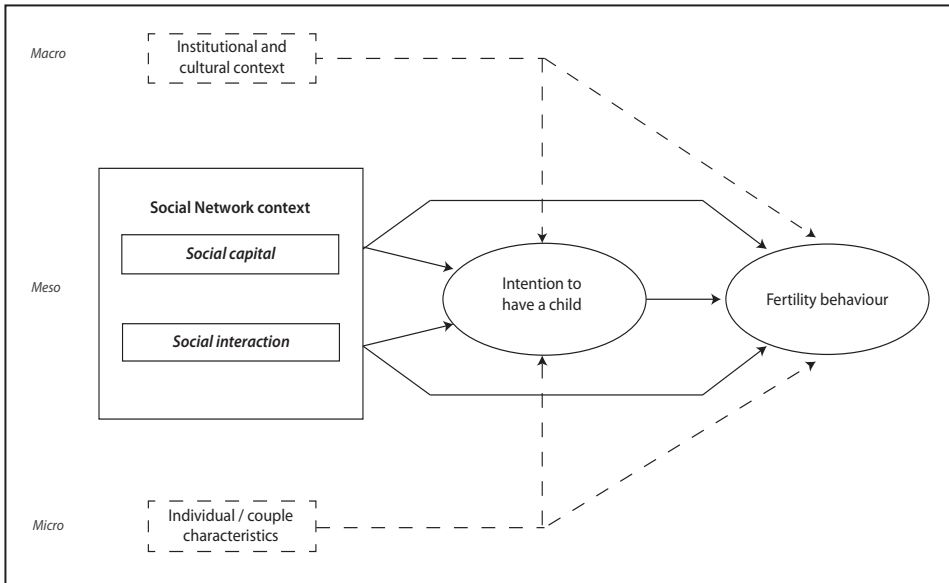 Macro
Institutional and
cultural context
Social Network context
Social capital
Meso
Intention to
have a child
Fertility behaviour
Social interaction
Micro
Individual / couple
characteristics